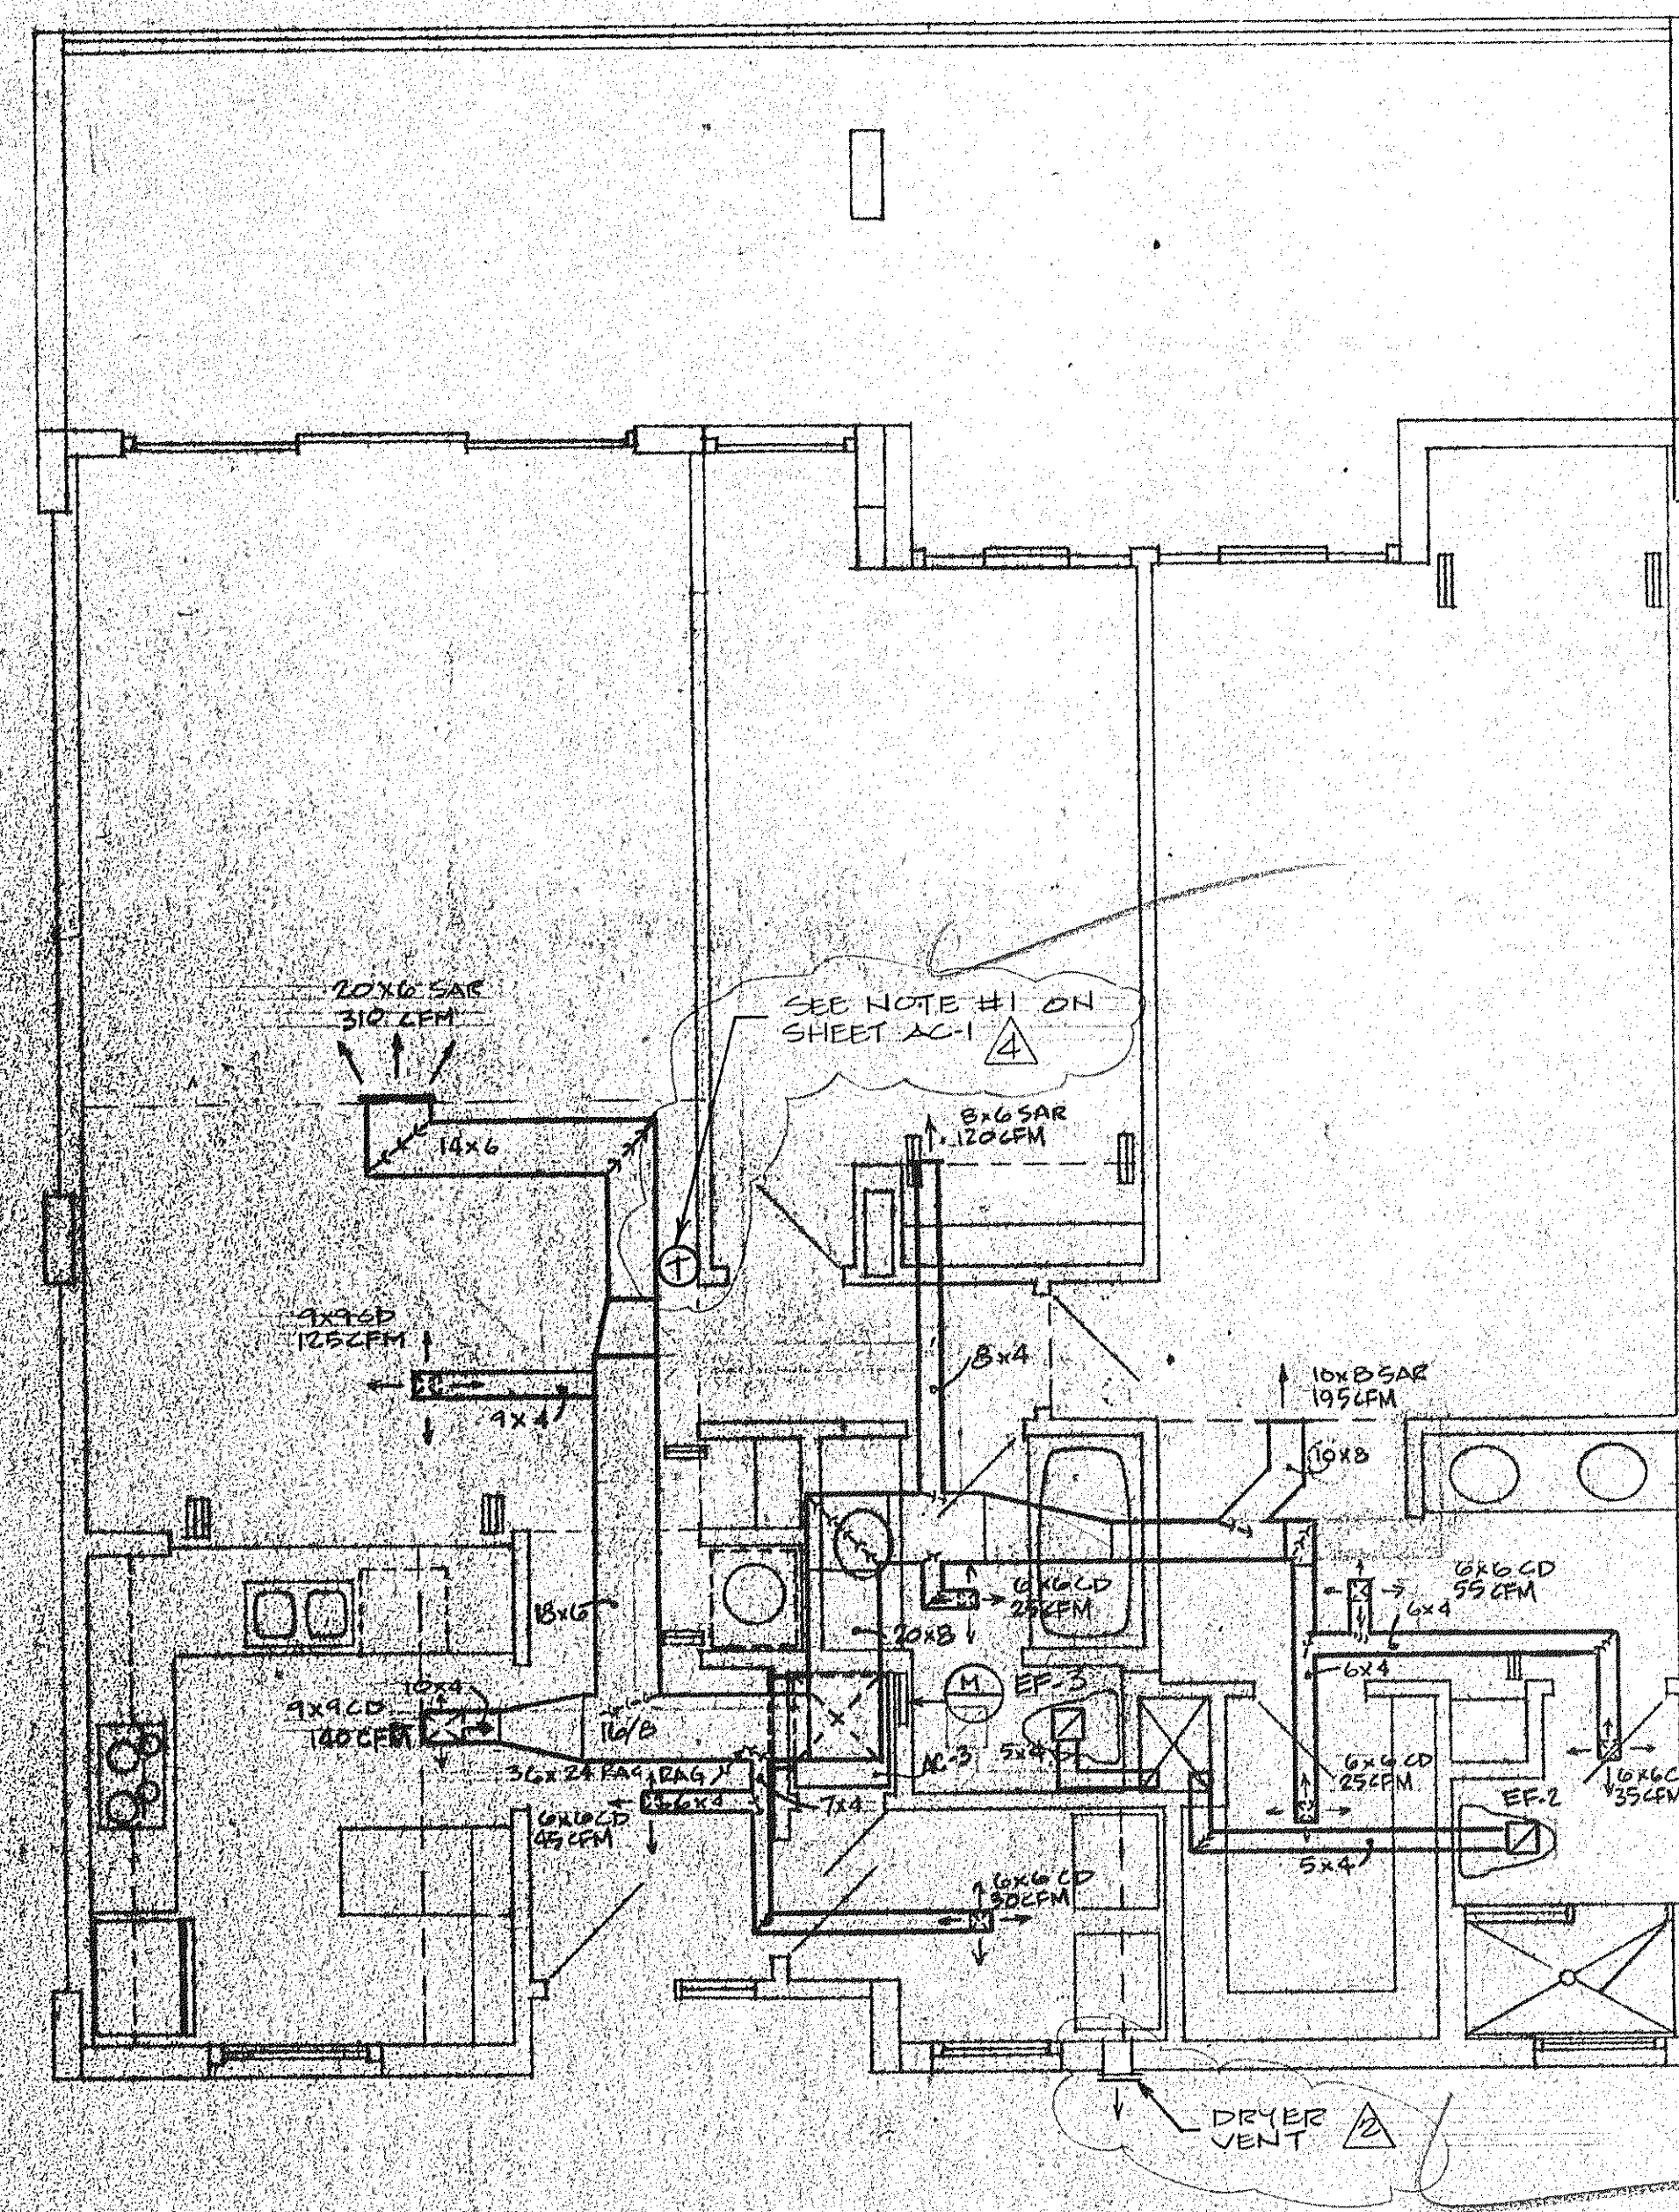 20x6 SAR
310 CFM
SEE NOTE #1 ON
SHEET AC-1
4
14x6
8x6 SAR
120 CFM
T
9x9 CD
125 CFM
9x4
8x4
10x8 SAR
195 CFM
10x8
6x6 CD
25 CFM
6x6 CD
55 CFM
6x4
18x6
20x8
6x4
M
EF-3
10x4
9x9 CD
140 CFM
16/8
36x24 RAG
RAG
AC-3
5x4
6x6 CD
25 CFM
6x4
7x4
6x6 CD
45 CFM
6x6 C
35 CFM
EF-2
5x4
6x6 CD
30 CFM
DRYER
VENT
2